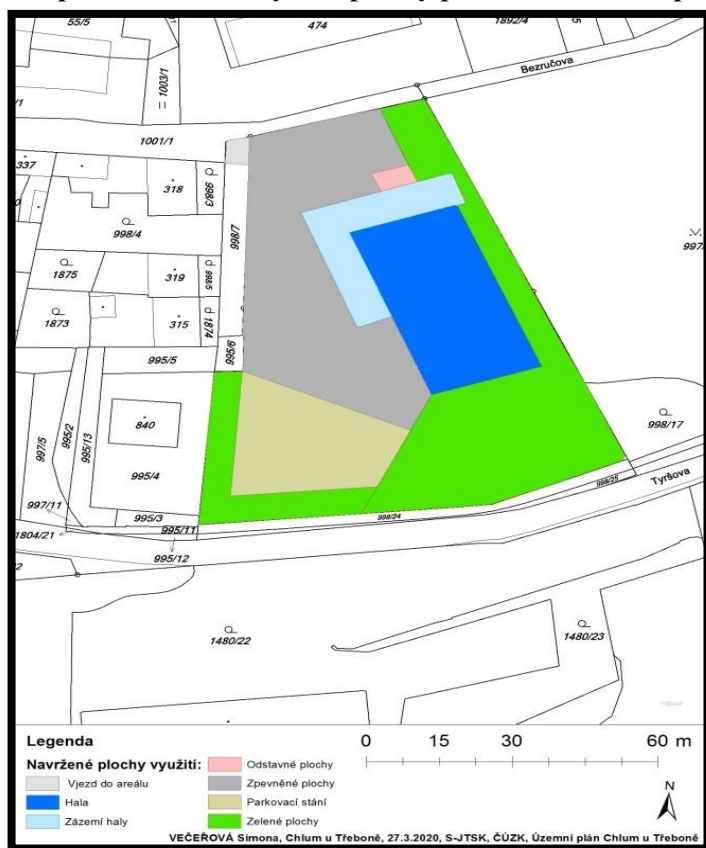 55/5
474
1892/4
Bezručova
1003/1
1001/1
337
318
998/3
998/7
998/4
997
1875
319
998/5
1873
315
1874
995/5
995/6
840
998/17
997/5
995/2
995/13
995/4
Tyršova
998/25
997/11
995/3
998/24
1804/21
995/11
995/12
1480/22
1480/23
Legenda
0 15 30 60 m
Navržené plochy využití:
Odstavné plochy
Vjezd do areálu
Zpevněné plochy
Hala
Parkovací stání
N
Zázemí haly
Zelené plochy
VEČEŘOVÁ Simona, Chlum u Třeboně, 27.3.2020, S-JTSK, ČÚZK, Územní plán Chlum u Třeboně